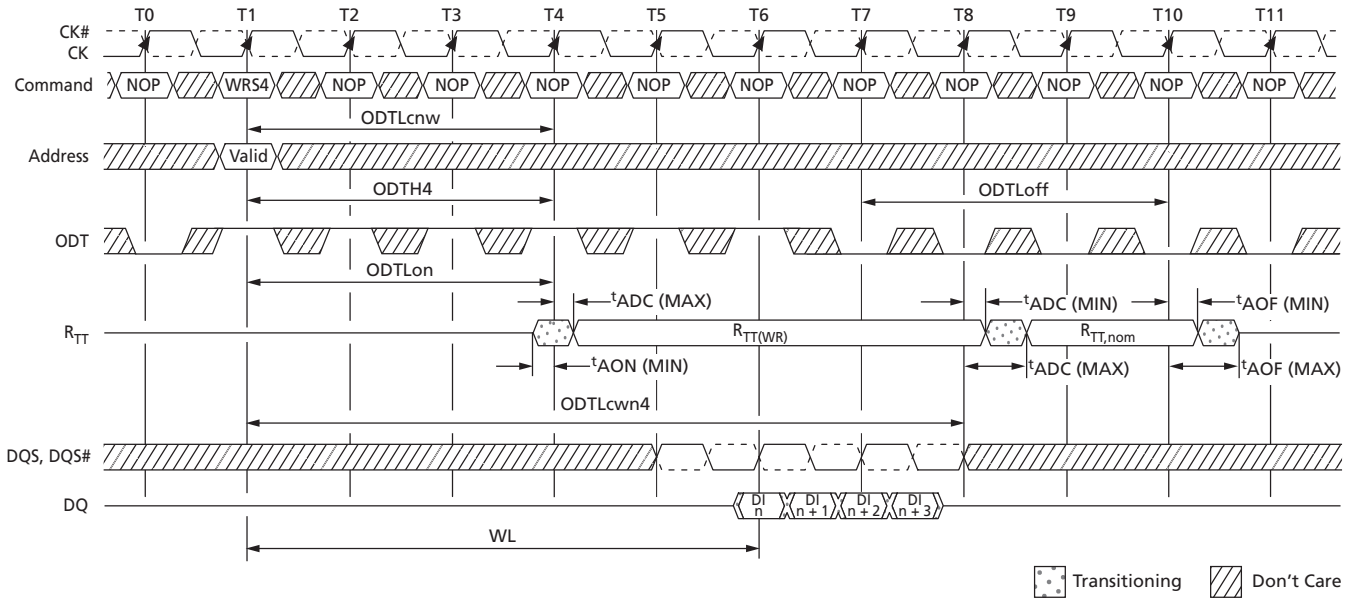 T0 T1 T2 T3 T4 T5 T6 T7 T8 T9 T10 T11
CK#
CK
Command NOP WRS4 NOP NOP NOP NOP NOP NOP NOP NOP NOP NOP
ODTLcnw
Address Valid
ODTH4 ODTLoff
ODT
ODTLon
tADC (MAX) tADC (MIN) tAOF (MIN)
RTT RTT(WR) RTT,nom
tAON (MIN) tADC (MAX) tAOF (MAX)
ODTLcwn4
DQS, DQS#
DQ DI n DI n + 1 DI n + 2 DI n + 3
WL
Transitioning Don't Care